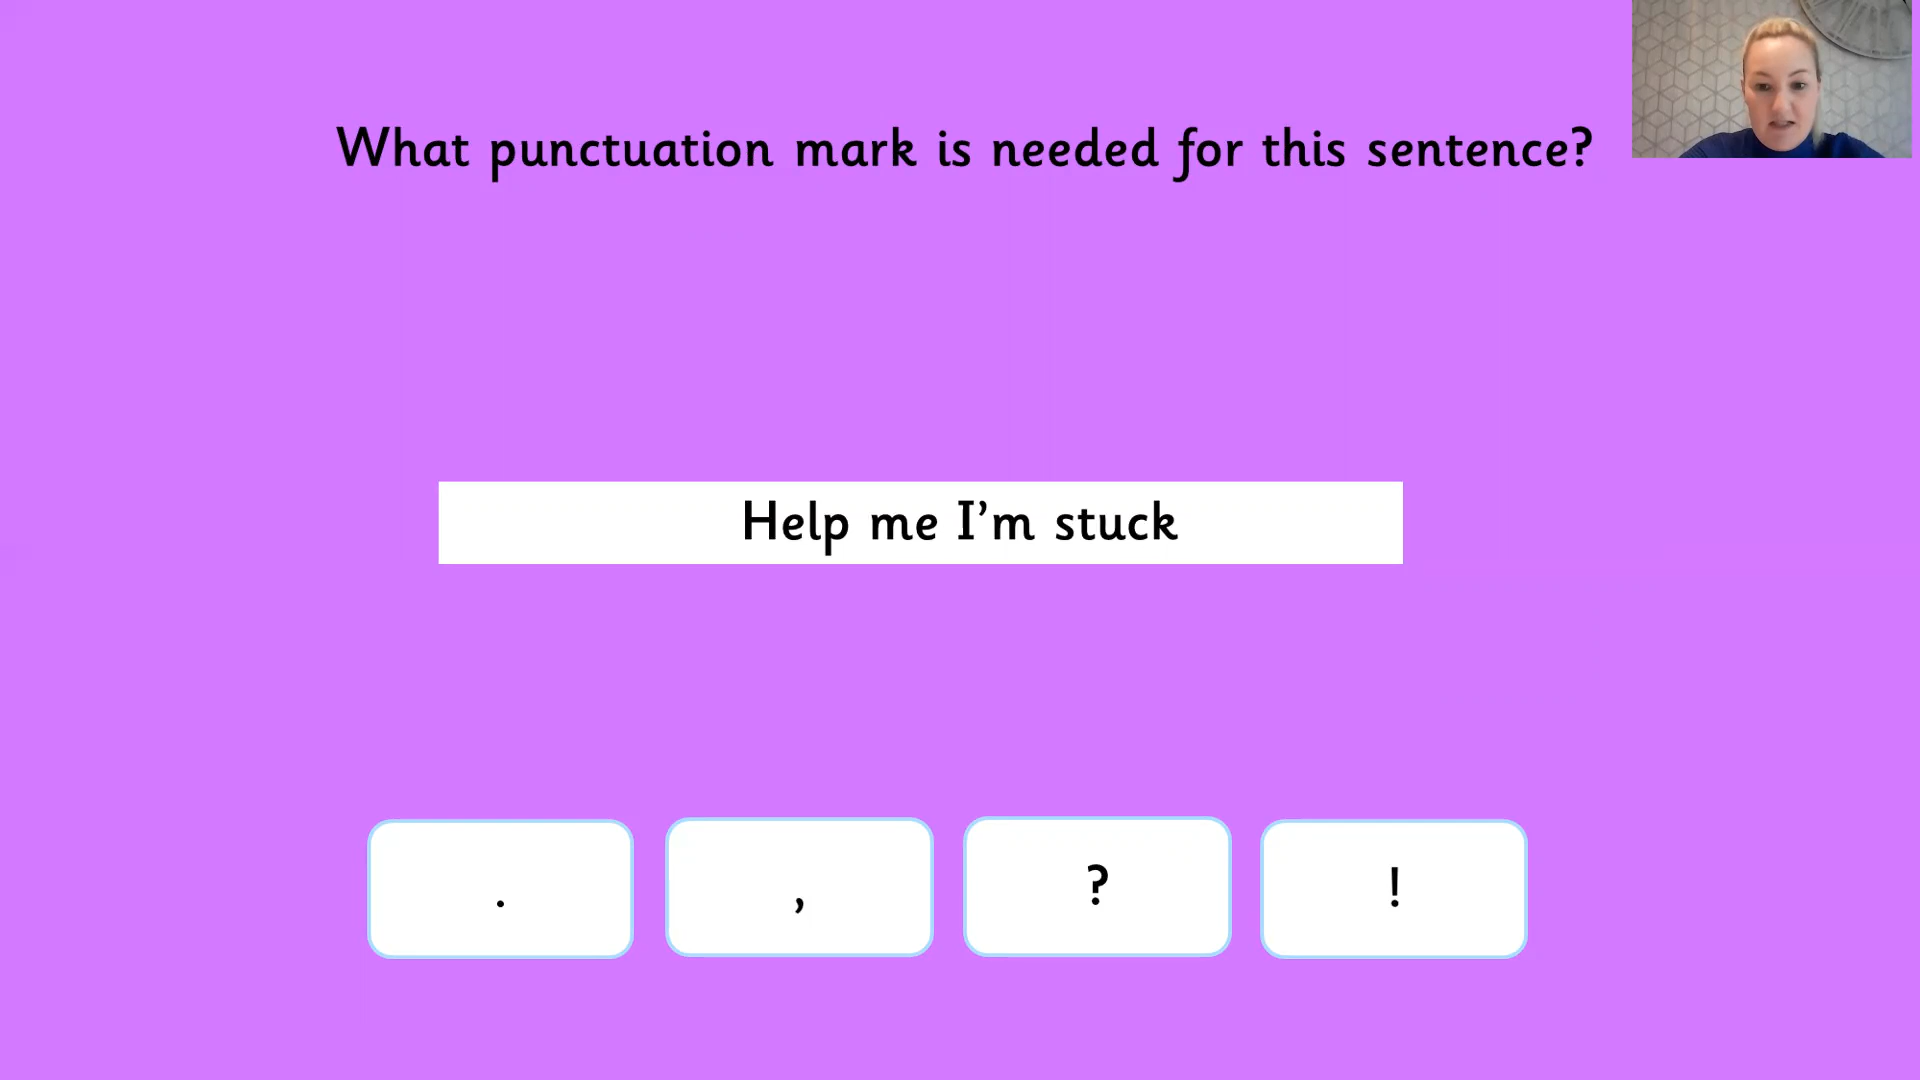 What punctuation mark is needed for this sentence?
Help me I’m stuck
. , ? !